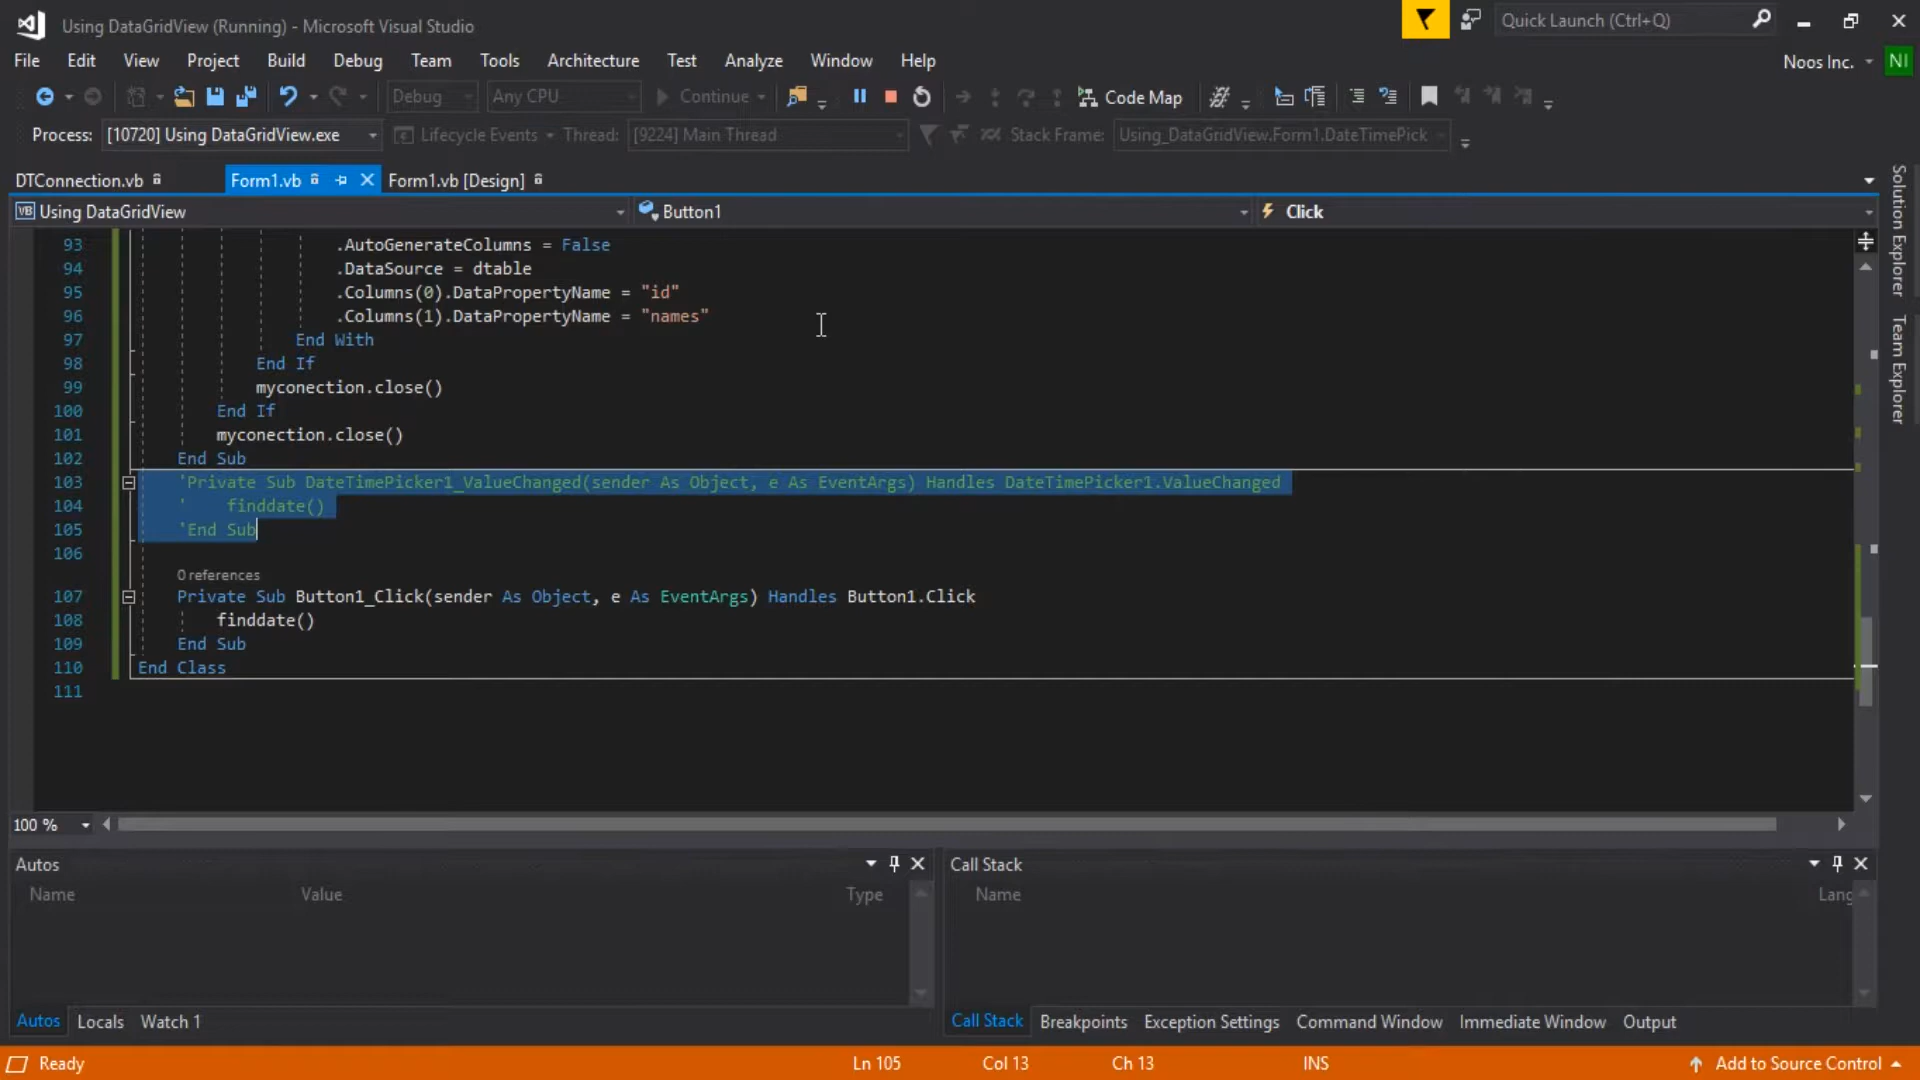 Using DataGridView (Running) - Microsoft Visual Studio
Quick Launch (Ctrl+Q)
File Edit View Project Build Debug Team Tools Architecture Test Analyze Window Help
Noos Inc. NI
Debug Any CPU Continue Code Map
Process: [10720] Using DataGridView.exe Lifecycle Events Thread: [9224] Main Thread Stack Frame: Using_DataGridView.Form1.DateTimePick
DTConnection.vb Form1.vb Form1.vb [Design]
VB Using DataGridView Button1 Click
93 .AutoGenerateColumns = False
94 .DataSource = dtable
95 .Columns(0).DataPropertyName = "id"
96 .Columns(1).DataPropertyName = "names"
97 End With
98 End If
99 myconection.close()
100 End If
101 myconection.close()
102 End Sub
103 'Private Sub DateTimePicker1_ValueChanged(sender As Object, e As EventArgs) Handles DateTimePicker1.ValueChanged
104 ' finddate()
105 'End Sub
106
0 references
107 Private Sub Button1_Click(sender As Object, e As EventArgs) Handles Button1.Click
108 finddate()
109 End Sub
110 End Class
111
Solution Explorer
Team Explorer
100 %
Autos
Name Value Type
Call Stack
Name Lang
Autos Locals Watch 1
Call Stack Breakpoints Exception Settings Command Window Immediate Window Output
Ready Ln 105 Col 13 Ch 13 INS Add to Source Control